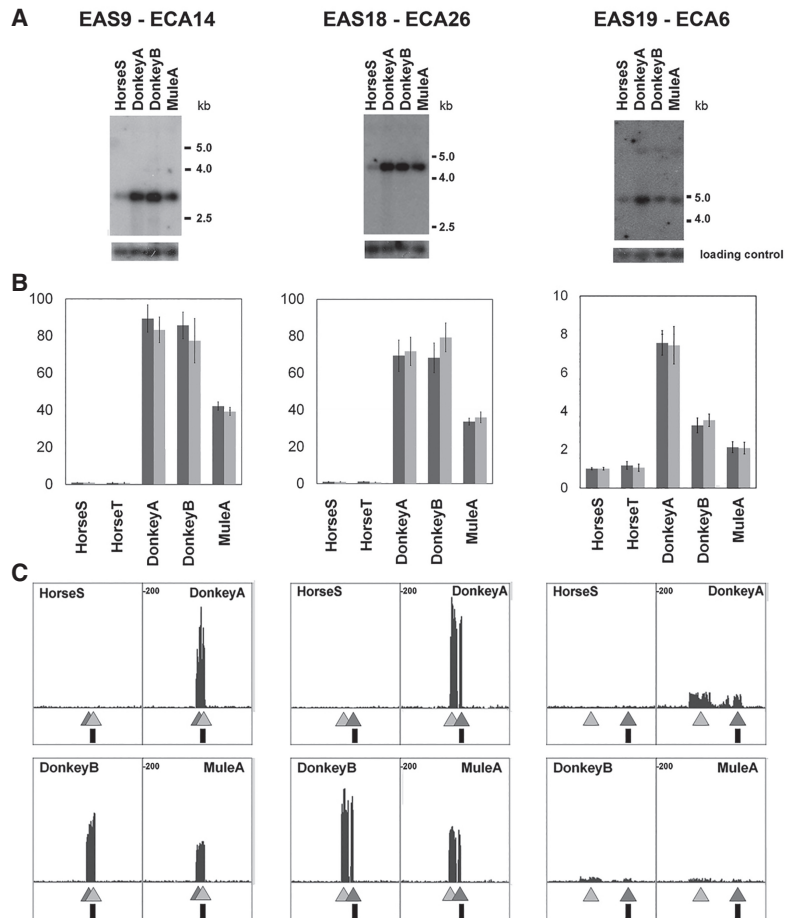 A EAS9 - ECA14 EAS18 - ECA26 EAS19 - ECA6
HorseS DonkeyA DonkeyB MuleA kb
5.0
4.0
2.5
HorseS DonkeyA DonkeyB MuleA kb
5.0
4.0
2.5
HorseS DonkeyA DonkeyB MuleA kb
5.0
4.0
loading control
B
100
80
60
40
20
0
HorseS HorseT DonkeyA DonkeyB MuleA
100
80
60
40
20
0
HorseS HorseT DonkeyA DonkeyB MuleA
10
8
6
4
2
0
HorseS HorseT DonkeyA DonkeyB MuleA
C
HorseS -200 DonkeyA
HorseS -200 DonkeyA
HorseS -200 DonkeyA
DonkeyB -200 MuleA
DonkeyB -200 MuleA
DonkeyB -200 MuleA